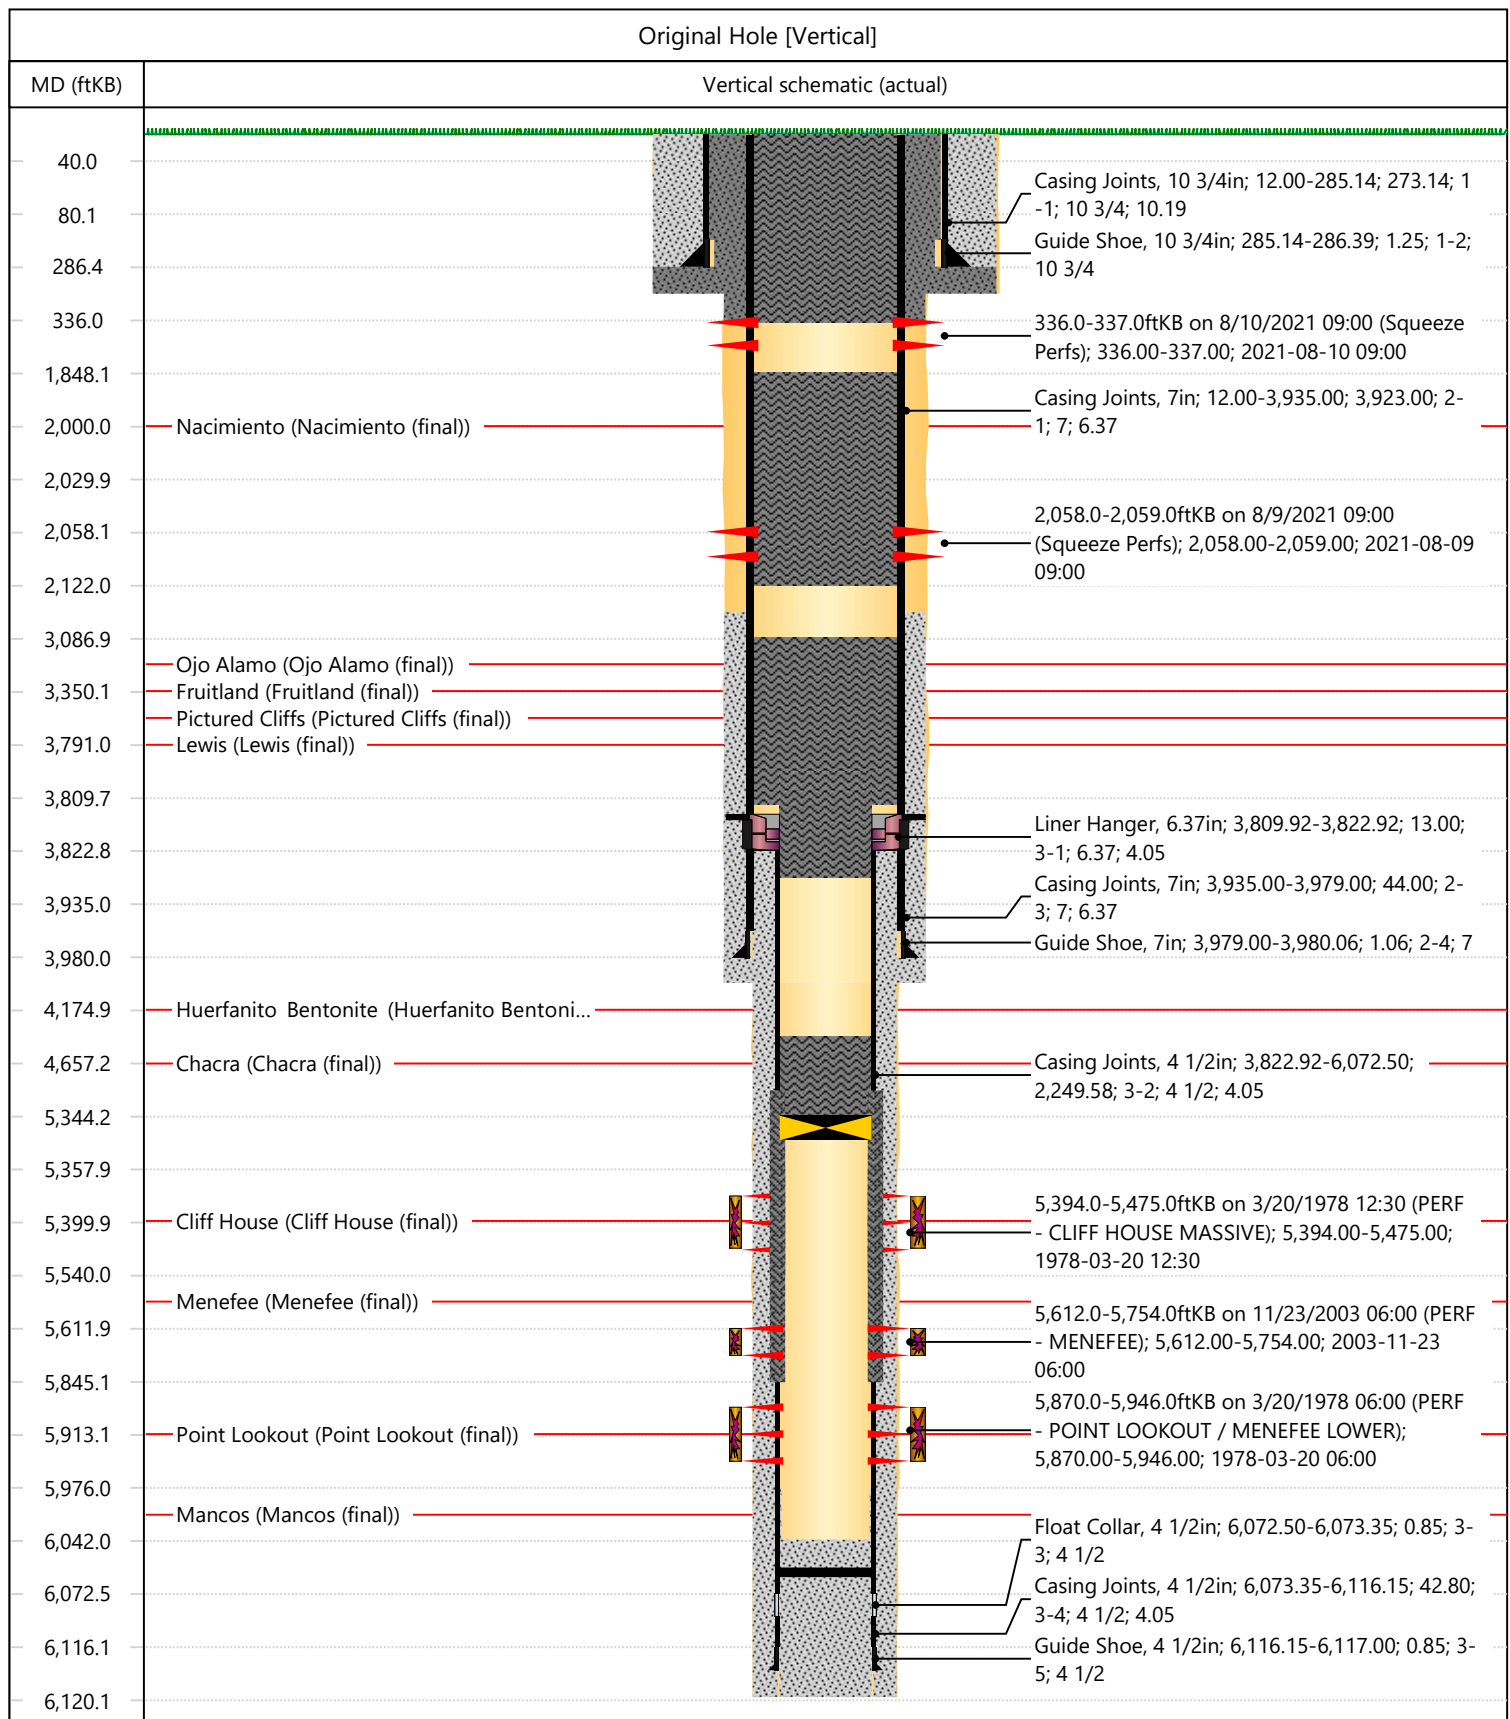 Original Hole [Vertical]
MD (ftKB)
Vertical schematic (actual)
40.0
80.1
286.4
336.0
1,848.1
2,000.0
2,029.9
2,058.1
2,122.0
3,086.9
3,350.1
3,791.0
3,809.7
3,822.8
3,935.0
3,980.0
4,174.9
4,657.2
5,344.2
5,357.9
5,399.9
5,540.0
5,611.9
5,845.1
5,913.1
5,976.0
6,042.0
6,072.5
6,116.1
6,120.1
Nacimiento (Nacimiento (final))
Ojo Alamo (Ojo Alamo (final))
Fruitland (Fruitland (final))
Pictured Cliffs (Pictured Cliffs (final))
Lewis (Lewis (final))
Huerfanito Bentonite (Huerfanito Bentoni...
Chacra (Chacra (final))
Cliff House (Cliff House (final))
Menefee (Menefee (final))
Point Lookout (Point Lookout (final))
Mancos (Mancos (final))
Casing Joints, 10 3/4in; 12.00-285.14; 273.14; 1
-1; 10 3/4; 10.19
Guide Shoe, 10 3/4in; 285.14-286.39; 1.25; 1-2;
10 3/4
336.0-337.0ftKB on 8/10/2021 09:00 (Squeeze
Perfs); 336.00-337.00; 2021-08-10 09:00
Casing Joints, 7in; 12.00-3,935.00; 3,923.00; 2-
1; 7; 6.37
2,058.0-2,059.0ftKB on 8/9/2021 09:00
(Squeeze Perfs); 2,058.00-2,059.00; 2021-08-09
09:00
Liner Hanger, 6.37in; 3,809.92-3,822.92; 13.00;
3-1; 6.37; 4.05
Casing Joints, 7in; 3,935.00-3,979.00; 44.00; 2-
3; 7; 6.37
Guide Shoe, 7in; 3,979.00-3,980.06; 1.06; 2-4; 7
Casing Joints, 4 1/2in; 3,822.92-6,072.50;
2,249.58; 3-2; 4 1/2; 4.05
5,394.0-5,475.0ftKB on 3/20/1978 12:30 (PERF
- CLIFF HOUSE MASSIVE); 5,394.00-5,475.00;
1978-03-20 12:30
5,612.0-5,754.0ftKB on 11/23/2003 06:00 (PERF
- MENEFEE); 5,612.00-5,754.00; 2003-11-23
06:00
5,870.0-5,946.0ftKB on 3/20/1978 06:00 (PERF
- POINT LOOKOUT / MENEFEE LOWER);
5,870.00-5,946.00; 1978-03-20 06:00
Float Collar, 4 1/2in; 6,072.50-6,073.35; 0.85; 3-
3; 4 1/2
Casing Joints, 4 1/2in; 6,073.35-6,116.15; 42.80;
3-4; 4 1/2; 4.05
Guide Shoe, 4 1/2in; 6,116.15-6,117.00; 0.85; 3-
5; 4 1/2